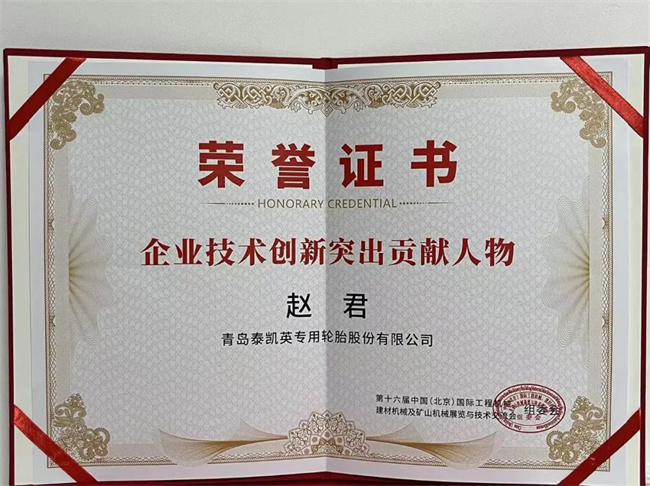 荣誉证书
HONORARY CREDENTIAL
企业技术创新突出贡献人物
赵 君
青岛泰凯英专用轮胎股份有限公司
第十六届中国（北京）国际工程机械
建材机械及矿山机械展览与技术交流会
组委会